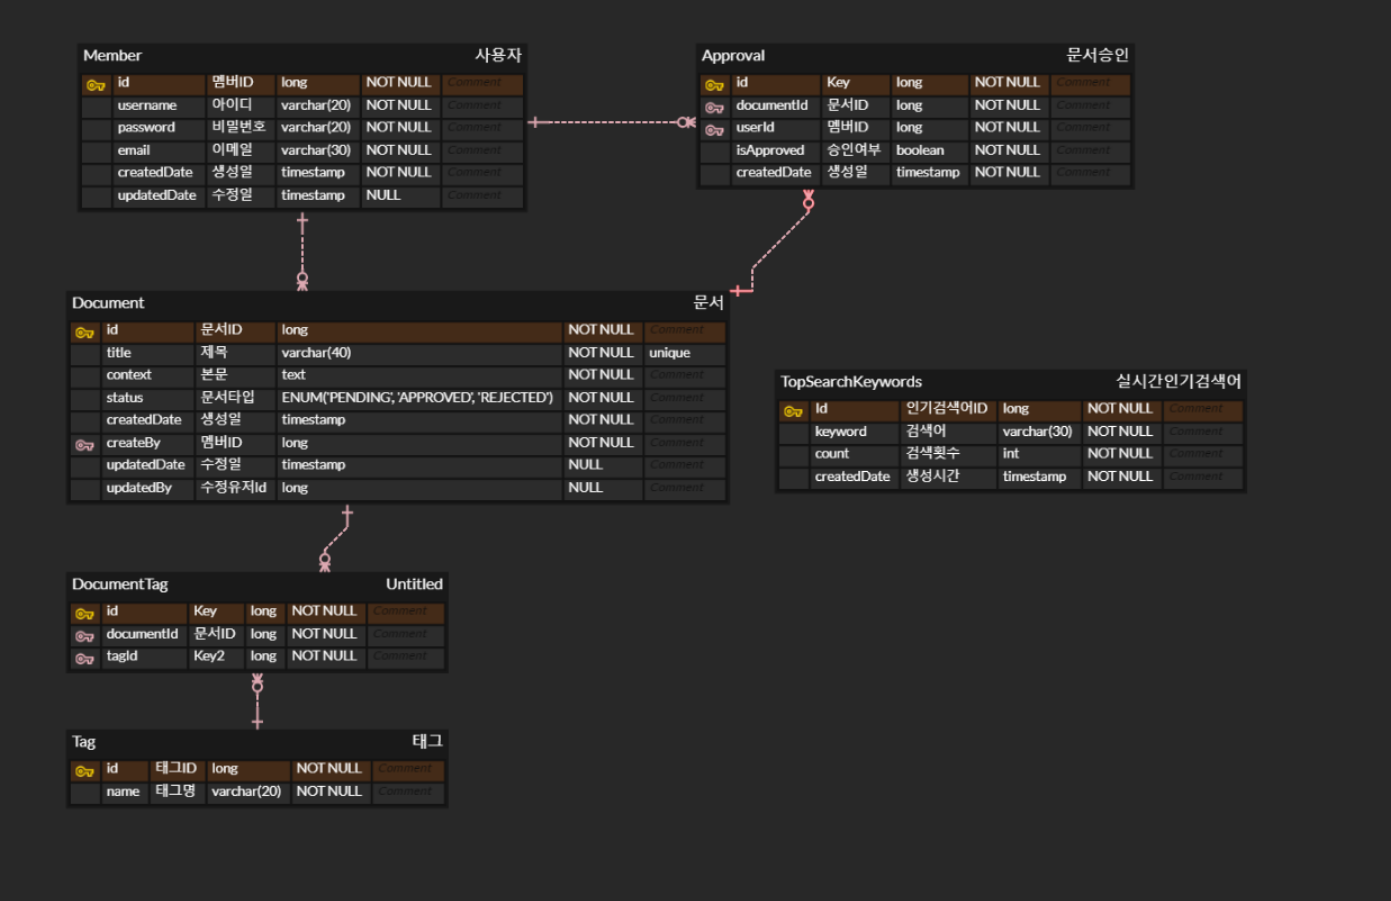 Member 사용자
id 멤버ID long NOT NULL Comment
username 아이디 varchar(20) NOT NULL Comment
password 비밀번호 varchar(20) NOT NULL Comment
email 이메일 varchar(30) NOT NULL Comment
createdDate 생성일 timestamp NOT NULL Comment
updatedDate 수정일 timestamp NULL Comment
Approval 문서승인
id Key long NOT NULL Comment
documentId 문서ID long NOT NULL Comment
userId 멤버ID long NOT NULL Comment
isApproved 승인여부 boolean NOT NULL Comment
createdDate 생성일 timestamp NOT NULL Comment
Document 문서
id 문서ID long NOT NULL Comment
title 제목 varchar(40) NOT NULL unique
context 본문 text NOT NULL Comment
status 문서타입 ENUM('PENDING', 'APPROVED', 'REJECTED') NOT NULL Comment
createdDate 생성일 timestamp NOT NULL Comment
createBy 멤버ID long NOT NULL Comment
updatedDate 수정일 timestamp NULL Comment
updatedBy 수정유저Id long NULL Comment
TopSearchKeywords 실시간인기검색어
Id 인기검색어ID long NOT NULL Comment
keyword 검색어 varchar(30) NOT NULL Comment
count 검색횟수 int NOT NULL Comment
createdDate 생성시간 timestamp NOT NULL Comment
DocumentTag Untitled
id Key long NOT NULL Comment
documentId 문서ID long NOT NULL Comment
tagId Key2 long NOT NULL Comment
Tag 태그
id 태그ID long NOT NULL Comment
name 태그명 varchar(20) NOT NULL Comment